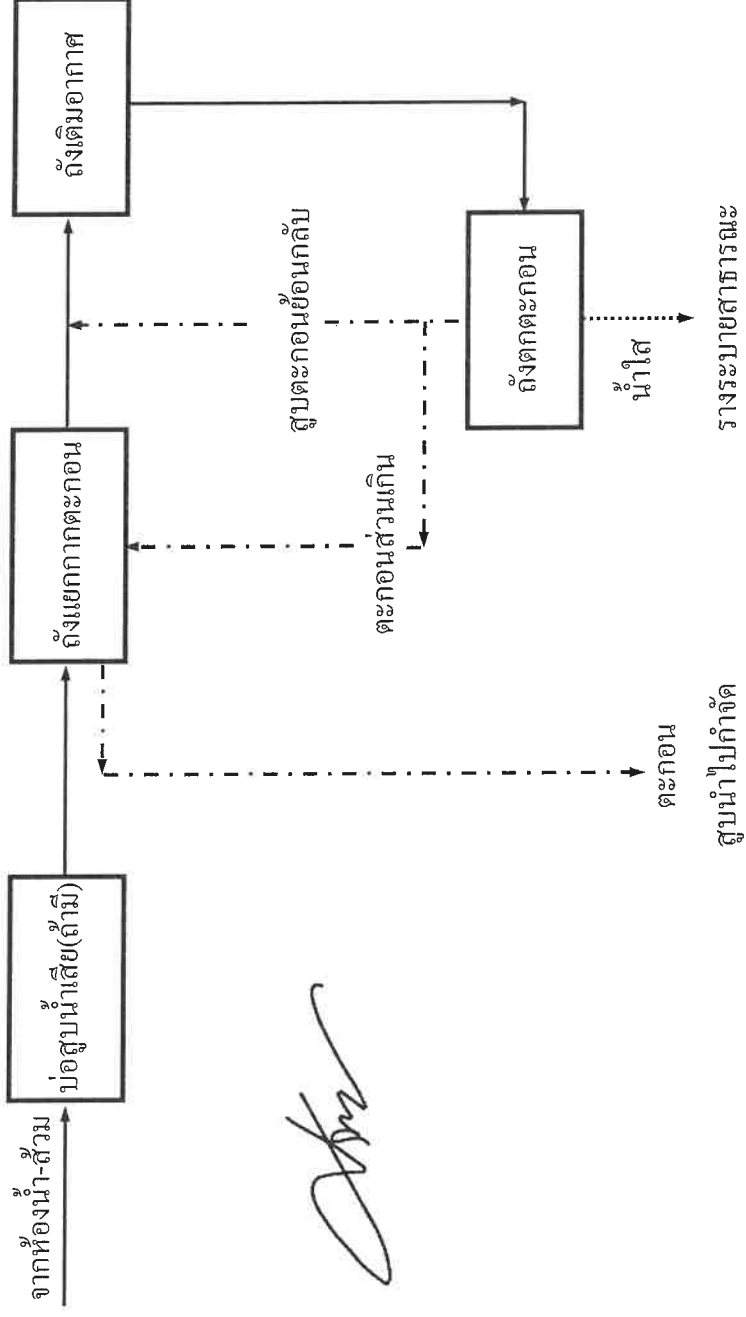 จากห้องน้ำ-ส้วม
บ่อสูบน้ำเสีย(ถ้ามี)
ถังแยกกากตะกอน
ถังเติมอากาศ
สูบตะกอนย้อนกลับ
ตะกอนส่วนเกิน
ถังตกตะกอน
น้ำใส
ตะกอน
สูบนำไปกำจัด
รางระบายสาธารณะ